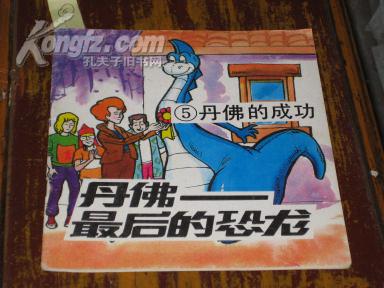 Kongfz.com
孔夫子旧书网
⑤丹佛的成功
丹佛——
最后的恐龙